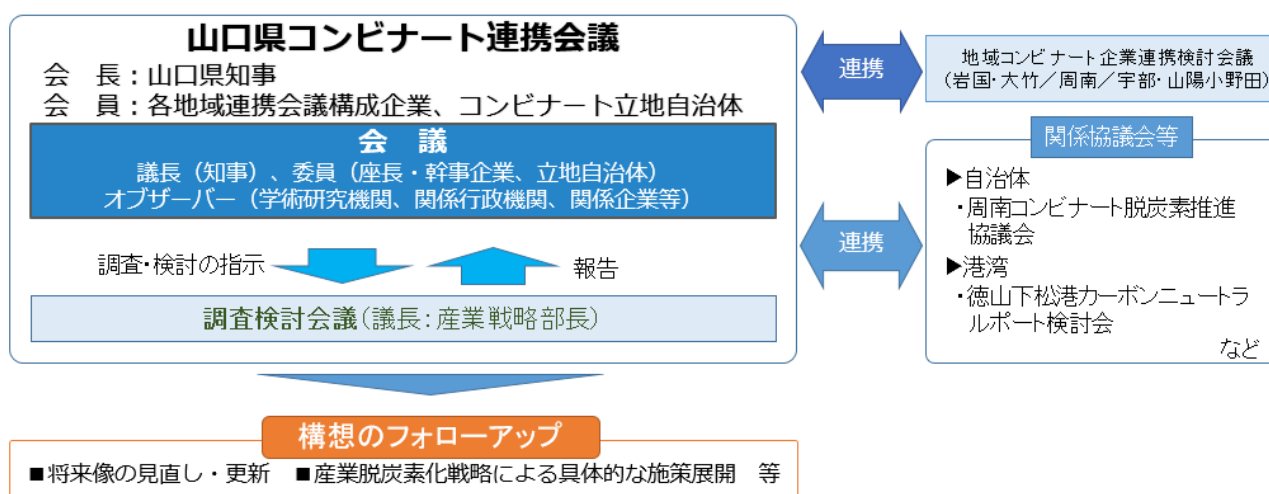 山口県コンビナート連携会議
会　長：山口県知事
会　員：各地域連携会議構成企業、コンビナート立地自治体
会　議
議長（知事）、委員（座長・幹事企業、立地自治体）
オブザーバー（学術研究機関、関係行政機関、関係企業等）
調査・検討の指示
報告
調査検討会議（議長：産業戦略部長）
連携
地域コンビナート企業連携検討会議
（岩国・大竹／周南／宇部・山陽小野田）
連携
関係協議会等
▶自治体
・周南コンビナート脱炭素推進
協議会
▶港湾
・徳山下松港カーボンニュートラ
ルポート検討会
など
構想のフォローアップ
■将来像の見直し・更新　■産業脱炭素化戦略による具体的な施策展開　等